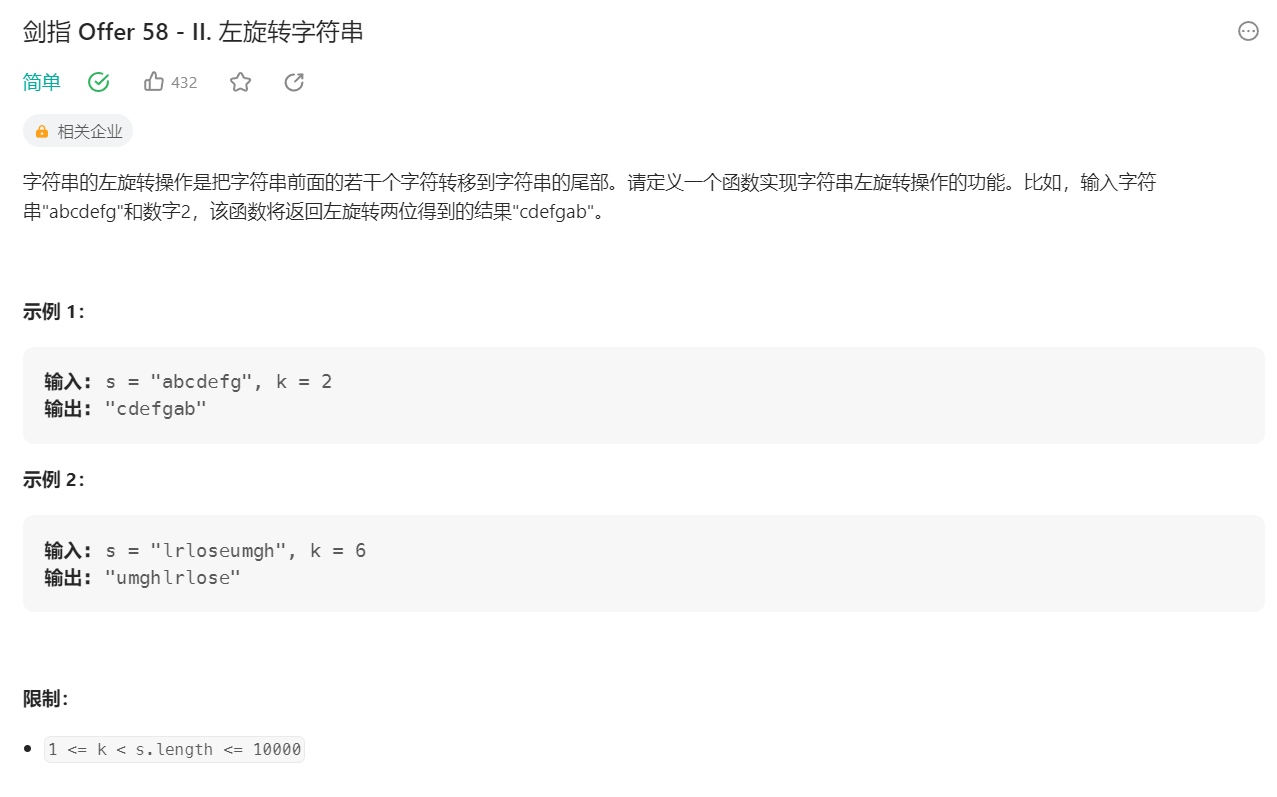 剑指 Offer 58 - II. 左旋转字符串
简单 432
相关企业
字符串的左旋转操作是把字符串前面的若干个字符转移到字符串的尾部。请定义一个函数实现字符串左旋转操作的功能。比如，输入字符
串"abcdefg"和数字2，该函数将返回左旋转两位得到的结果"cdefgab"。
示例 1：
输入: s = "abcdefg", k = 2
输出: "cdefgab"
示例 2：
输入: s = "lrloseumgh", k = 6
输出: "umghlrlose"
限制：
1 <= k < s.length <= 10000